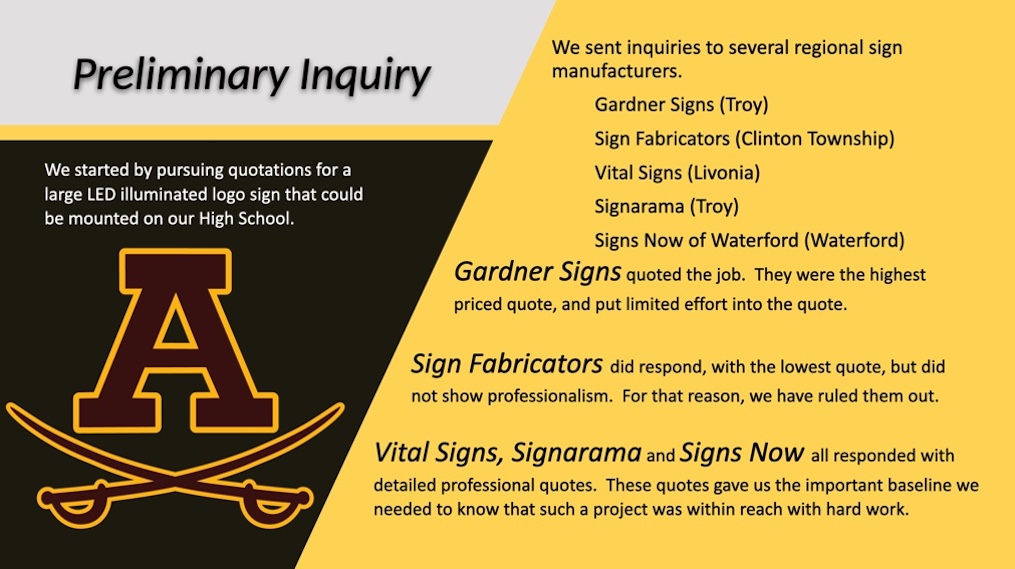 Preliminary Inquiry
We started by pursuing quotations for a
large LED illuminated logo sign that could
be mounted on our High School.
A
We sent inquiries to several regional sign
manufacturers.
Gardner Signs (Troy)
Sign Fabricators (Clinton Township)
Vital Signs (Livonia)
Signarama (Troy)
Signs Now of Waterford (Waterford)
Gardner Signs quoted the job.  They were the highest
priced quote, and put limited effort into the quote.
Sign Fabricators did respond, with the lowest quote, but did
not show professionalism.  For that reason, we have ruled them out.
Vital Signs, Signarama and Signs Now all responded with
detailed professional quotes.  These quotes gave us the important baseline we
needed to know that such a project was within reach with hard work.